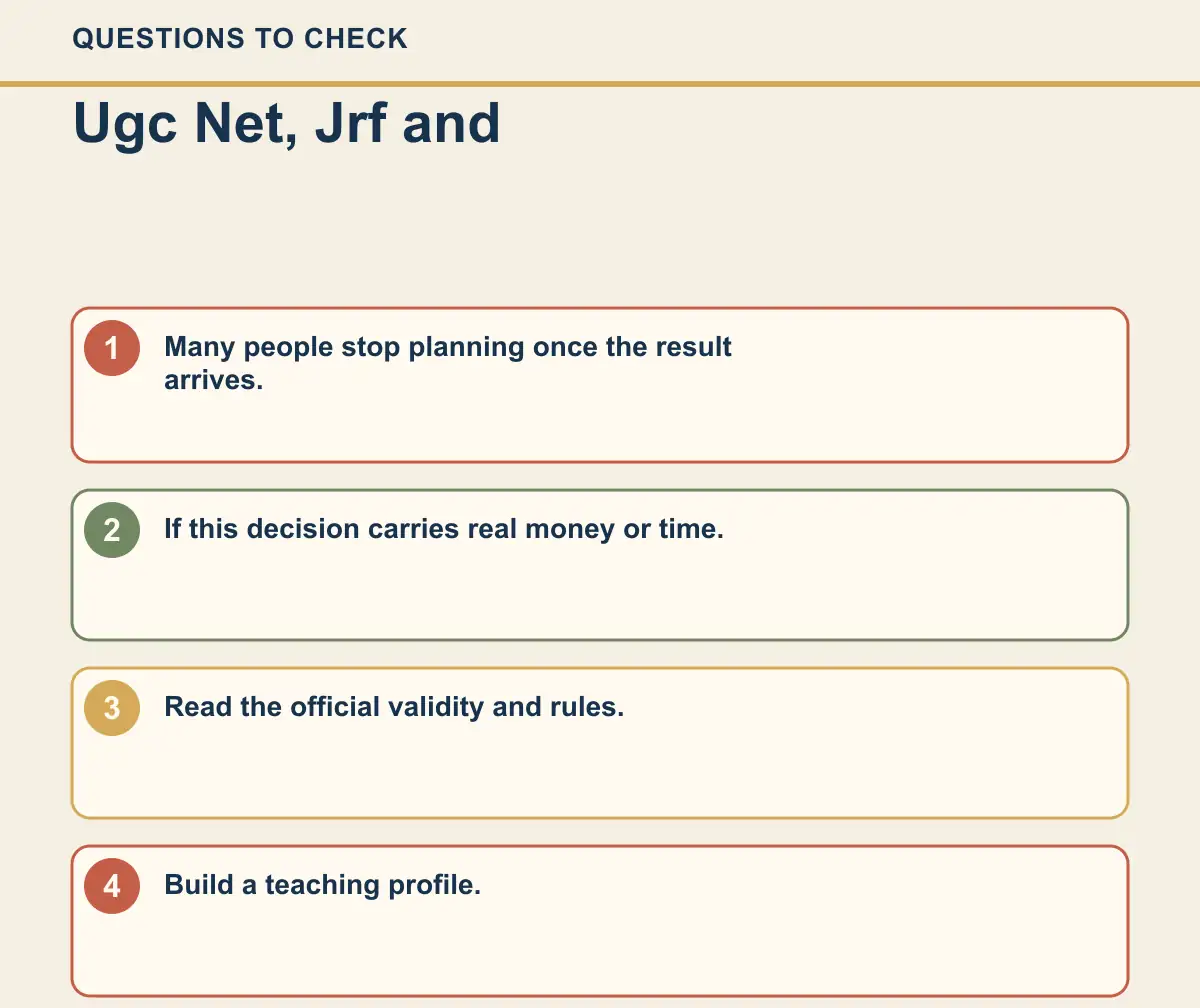 QUESTIONS TO CHECK
Ugc Net, Jrf and
1
Many people stop planning once the result
arrives.
2
If this decision carries real money or time.
3
Read the official validity and rules.
4
Build a teaching profile.